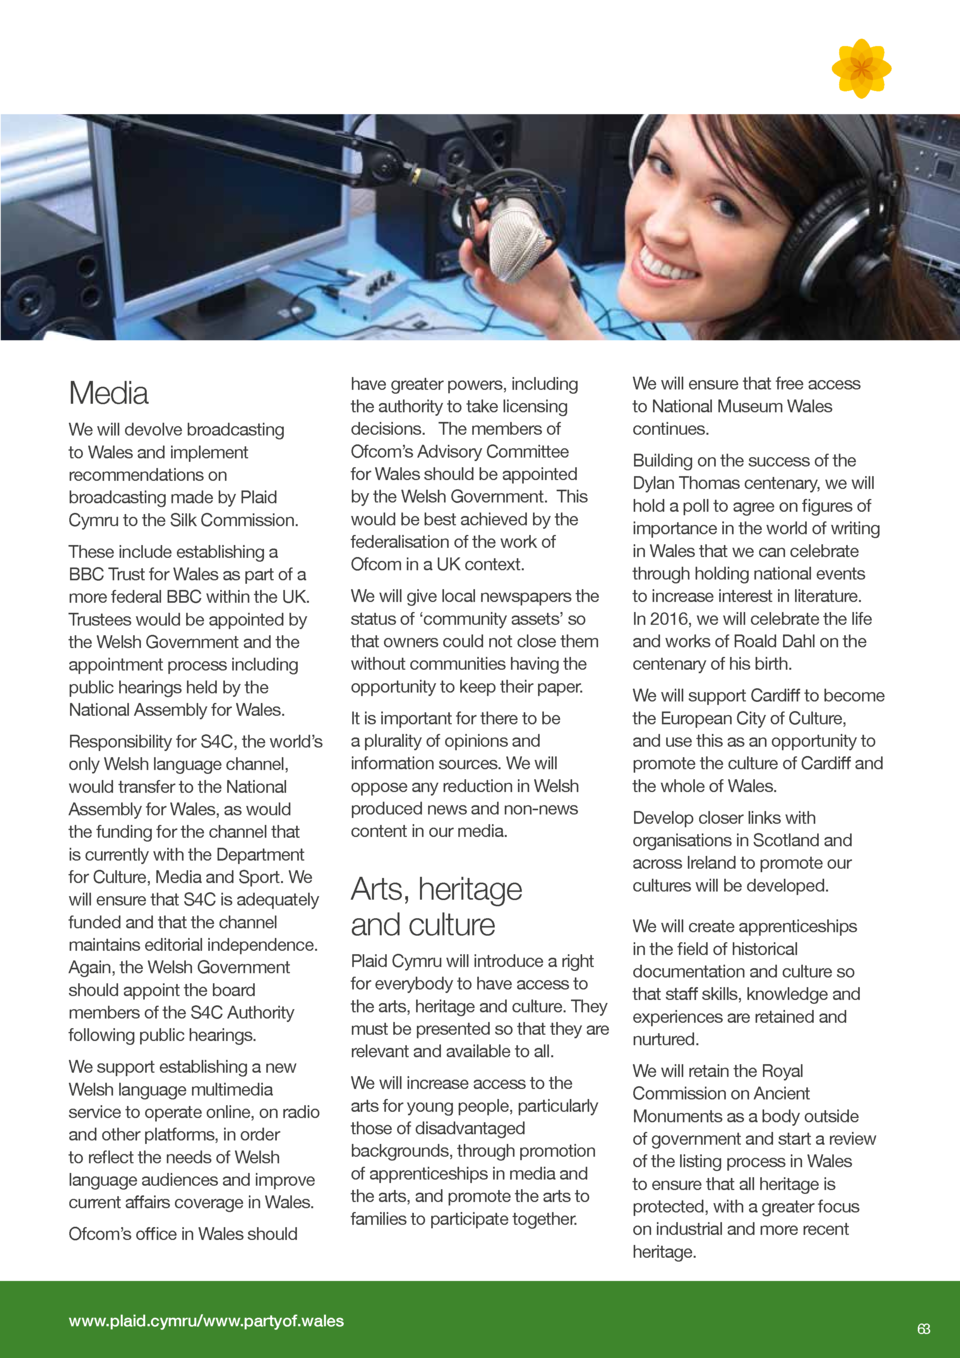 Media
We will devolve broadcasting
to Wales and implement
recommendations on
broadcasting made by Plaid
Cymru to the Silk Commission.
These include establishing a
BBC Trust for Wales as part of a
more federal BBC within the UK.
Trustees would be appointed by
the Welsh Government and the
appointment process including
public hearings held by the
National Assembly for Wales.
Responsibility for S4C, the world’s
only Welsh language channel,
would transfer to the National
Assembly for Wales, as would
the funding for the channel that
is currently with the Department
for Culture, Media and Sport. We
will ensure that S4C is adequately
funded and that the channel
maintains editorial independence.
Again, the Welsh Government
should appoint the board
members of the S4C Authority
following public hearings.
We support establishing a new
Welsh language multimedia
service to operate online, on radio
and other platforms, in order
to reflect the needs of Welsh
language audiences and improve
current affairs coverage in Wales.
Ofcom’s office in Wales should
have greater powers, including
the authority to take licensing
decisions.   The members of
Ofcom’s Advisory Committee
for Wales should be appointed
by the Welsh Government.  This
would be best achieved by the
federalisation of the work of
Ofcom in a UK context.
We will give local newspapers the
status of ‘community assets’ so
that owners could not close them
without communities having the
opportunity to keep their paper.
It is important for there to be
a plurality of opinions and
information sources. We will
oppose any reduction in Welsh
produced news and non-news
content in our media.
Arts, heritage
and culture
Plaid Cymru will introduce a right
for everybody to have access to
the arts, heritage and culture. They
must be presented so that they are
relevant and available to all.
We will increase access to the
arts for young people, particularly
those of disadvantaged
backgrounds, through promotion
of apprenticeships in media and
the arts, and promote the arts to
families to participate together.
We will ensure that free access
to National Museum Wales
continues.
Building on the success of the
Dylan Thomas centenary, we will
hold a poll to agree on figures of
importance in the world of writing
in Wales that we can celebrate
through holding national events
to increase interest in literature.
In 2016, we will celebrate the life
and works of Roald Dahl on the
centenary of his birth.
We will support Cardiff to become
the European City of Culture,
and use this as an opportunity to
promote the culture of Cardiff and
the whole of Wales.
Develop closer links with
organisations in Scotland and
across Ireland to promote our
cultures will be developed.
We will create apprenticeships
in the field of historical
documentation and culture so
that staff skills, knowledge and
experiences are retained and
nurtured.
We will retain the Royal
Commission on Ancient
Monuments as a body outside
of government and start a review
of the listing process in Wales
to ensure that all heritage is
protected, with a greater focus
on industrial and more recent
heritage.
www.plaid.cymru/www.partyof.wales
63